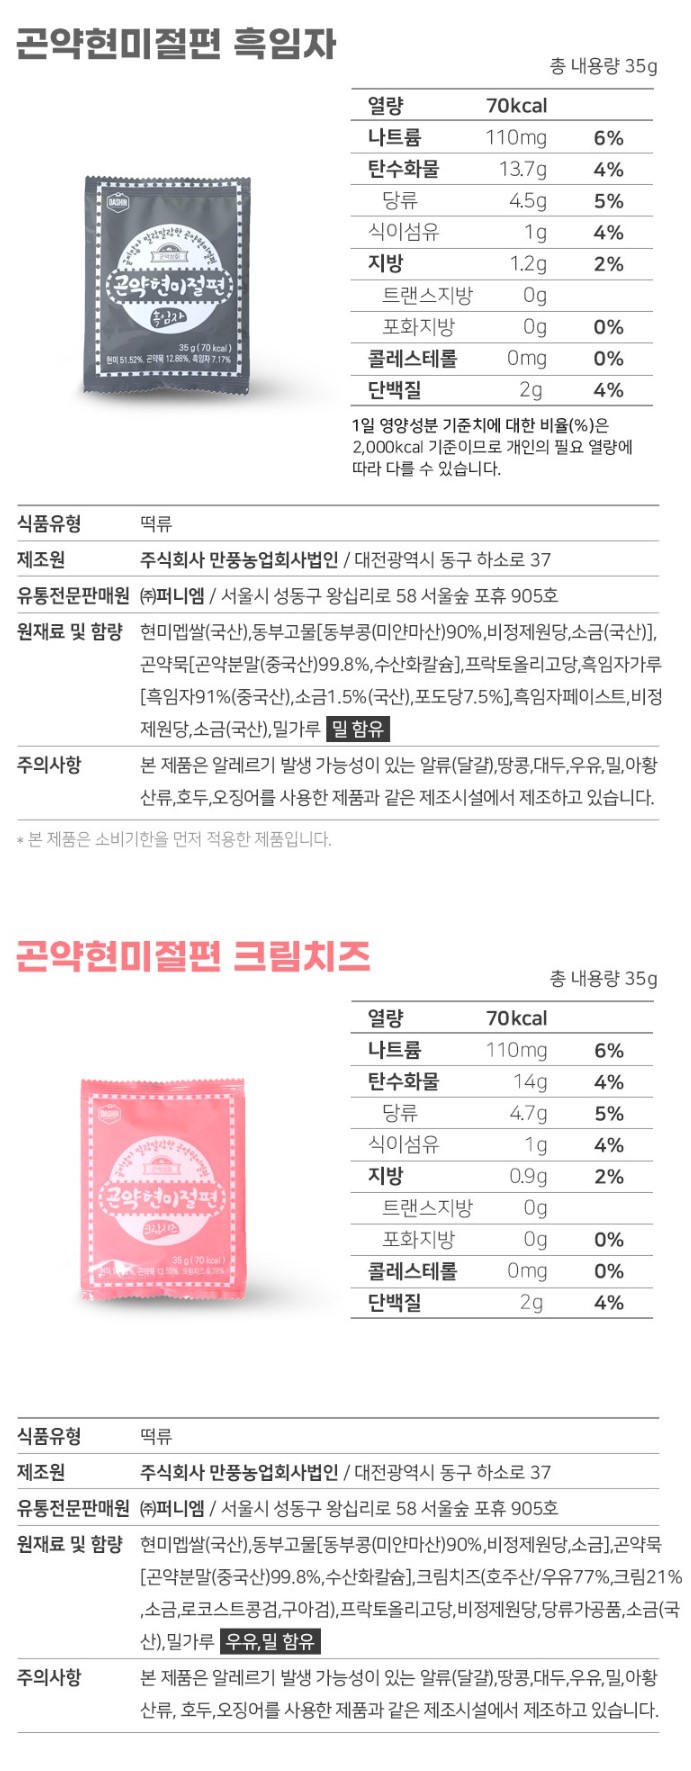 곤약현미절편 흑임자
총 내용량 35g
열량 70kcal
나트륨 110mg 6%
탄수화물 13.7g 4%
당류 4.5g 5%
식이섬유 1g 4%
지방 1.2g 2%
트랜스지방 0g
포화지방 0g 0%
콜레스테롤 0mg 0%
단백질 2g 4%
1일 영양성분 기준치에 대한 비율(%)은
2,000kcal 기준이므로 개인의 필요 열량에
따라 다를 수 있습니다.
DASHIN
곤약현미절편
흑임자
35 g ( 70 kcal )
현미 51.52%, 곤약묵 12.88%, 흑임자 7.17%
식품유형 떡류
제조원 주식회사 만풍농업회사법인 / 대전광역시 동구 하소로 37
유통전문판매원 ㈜퍼니엠 / 서울시 성동구 왕십리로 58 서울숲 포휴 905호
원재료 및 함량 현미멥쌀(국산),동부고물[동부콩(미얀마산)90%,비정제원당,소금(국산)],
곤약묵[곤약분말(중국산)99.8%,수산화칼슘],프락토올리고당,흑임자가루
[흑임자91%(중국산),소금1.5%(국산),포도당7.5%],흑임자페이스트,비정
제원당,소금(국산),밀가루 밀 함유
주의사항 본 제품은 알레르기 발생 가능성이 있는 알류(달걀),땅콩,대두,우유,밀,아황
산류,호두,오징어를 사용한 제품과 같은 제조시설에서 제조하고 있습니다.
* 본 제품은 소비기한을 먼저 적용한 제품입니다.
곤약현미절편 크림치즈
총 내용량 35g
열량 70kcal
나트륨 110mg 6%
탄수화물 14g 4%
당류 4.7g 5%
식이섬유 1g 4%
지방 0.9g 2%
트랜스지방 0g
포화지방 0g 0%
콜레스테롤 0mg 0%
단백질 2g 4%
DASHIN
곤약현미절편
크림치즈
35 g ( 70 kcal )
식품유형 떡류
제조원 주식회사 만풍농업회사법인 / 대전광역시 동구 하소로 37
유통전문판매원 ㈜퍼니엠 / 서울시 성동구 왕십리로 58 서울숲 포휴 905호
원재료 및 함량 현미멥쌀(국산),동부고물[동부콩(미얀마산)90%,비정제원당,소금],곤약묵
[곤약분말(중국산)99.8%,수산화칼슘],크림치즈(호주산/우유77%,크림21%
,소금,로코스트콩검,구아검),프락토올리고당,비정제원당,당류가공품,소금(국
산),밀가루 우유,밀 함유
주의사항 본 제품은 알레르기 발생 가능성이 있는 알류(달걀),땅콩,대두,우유,밀,아황
산류, 호두,오징어를 사용한 제품과 같은 제조시설에서 제조하고 있습니다.